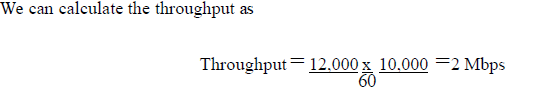 We can calculate the throughput as
Throughput = 12,000 x 10,000 =2 Mbps
60